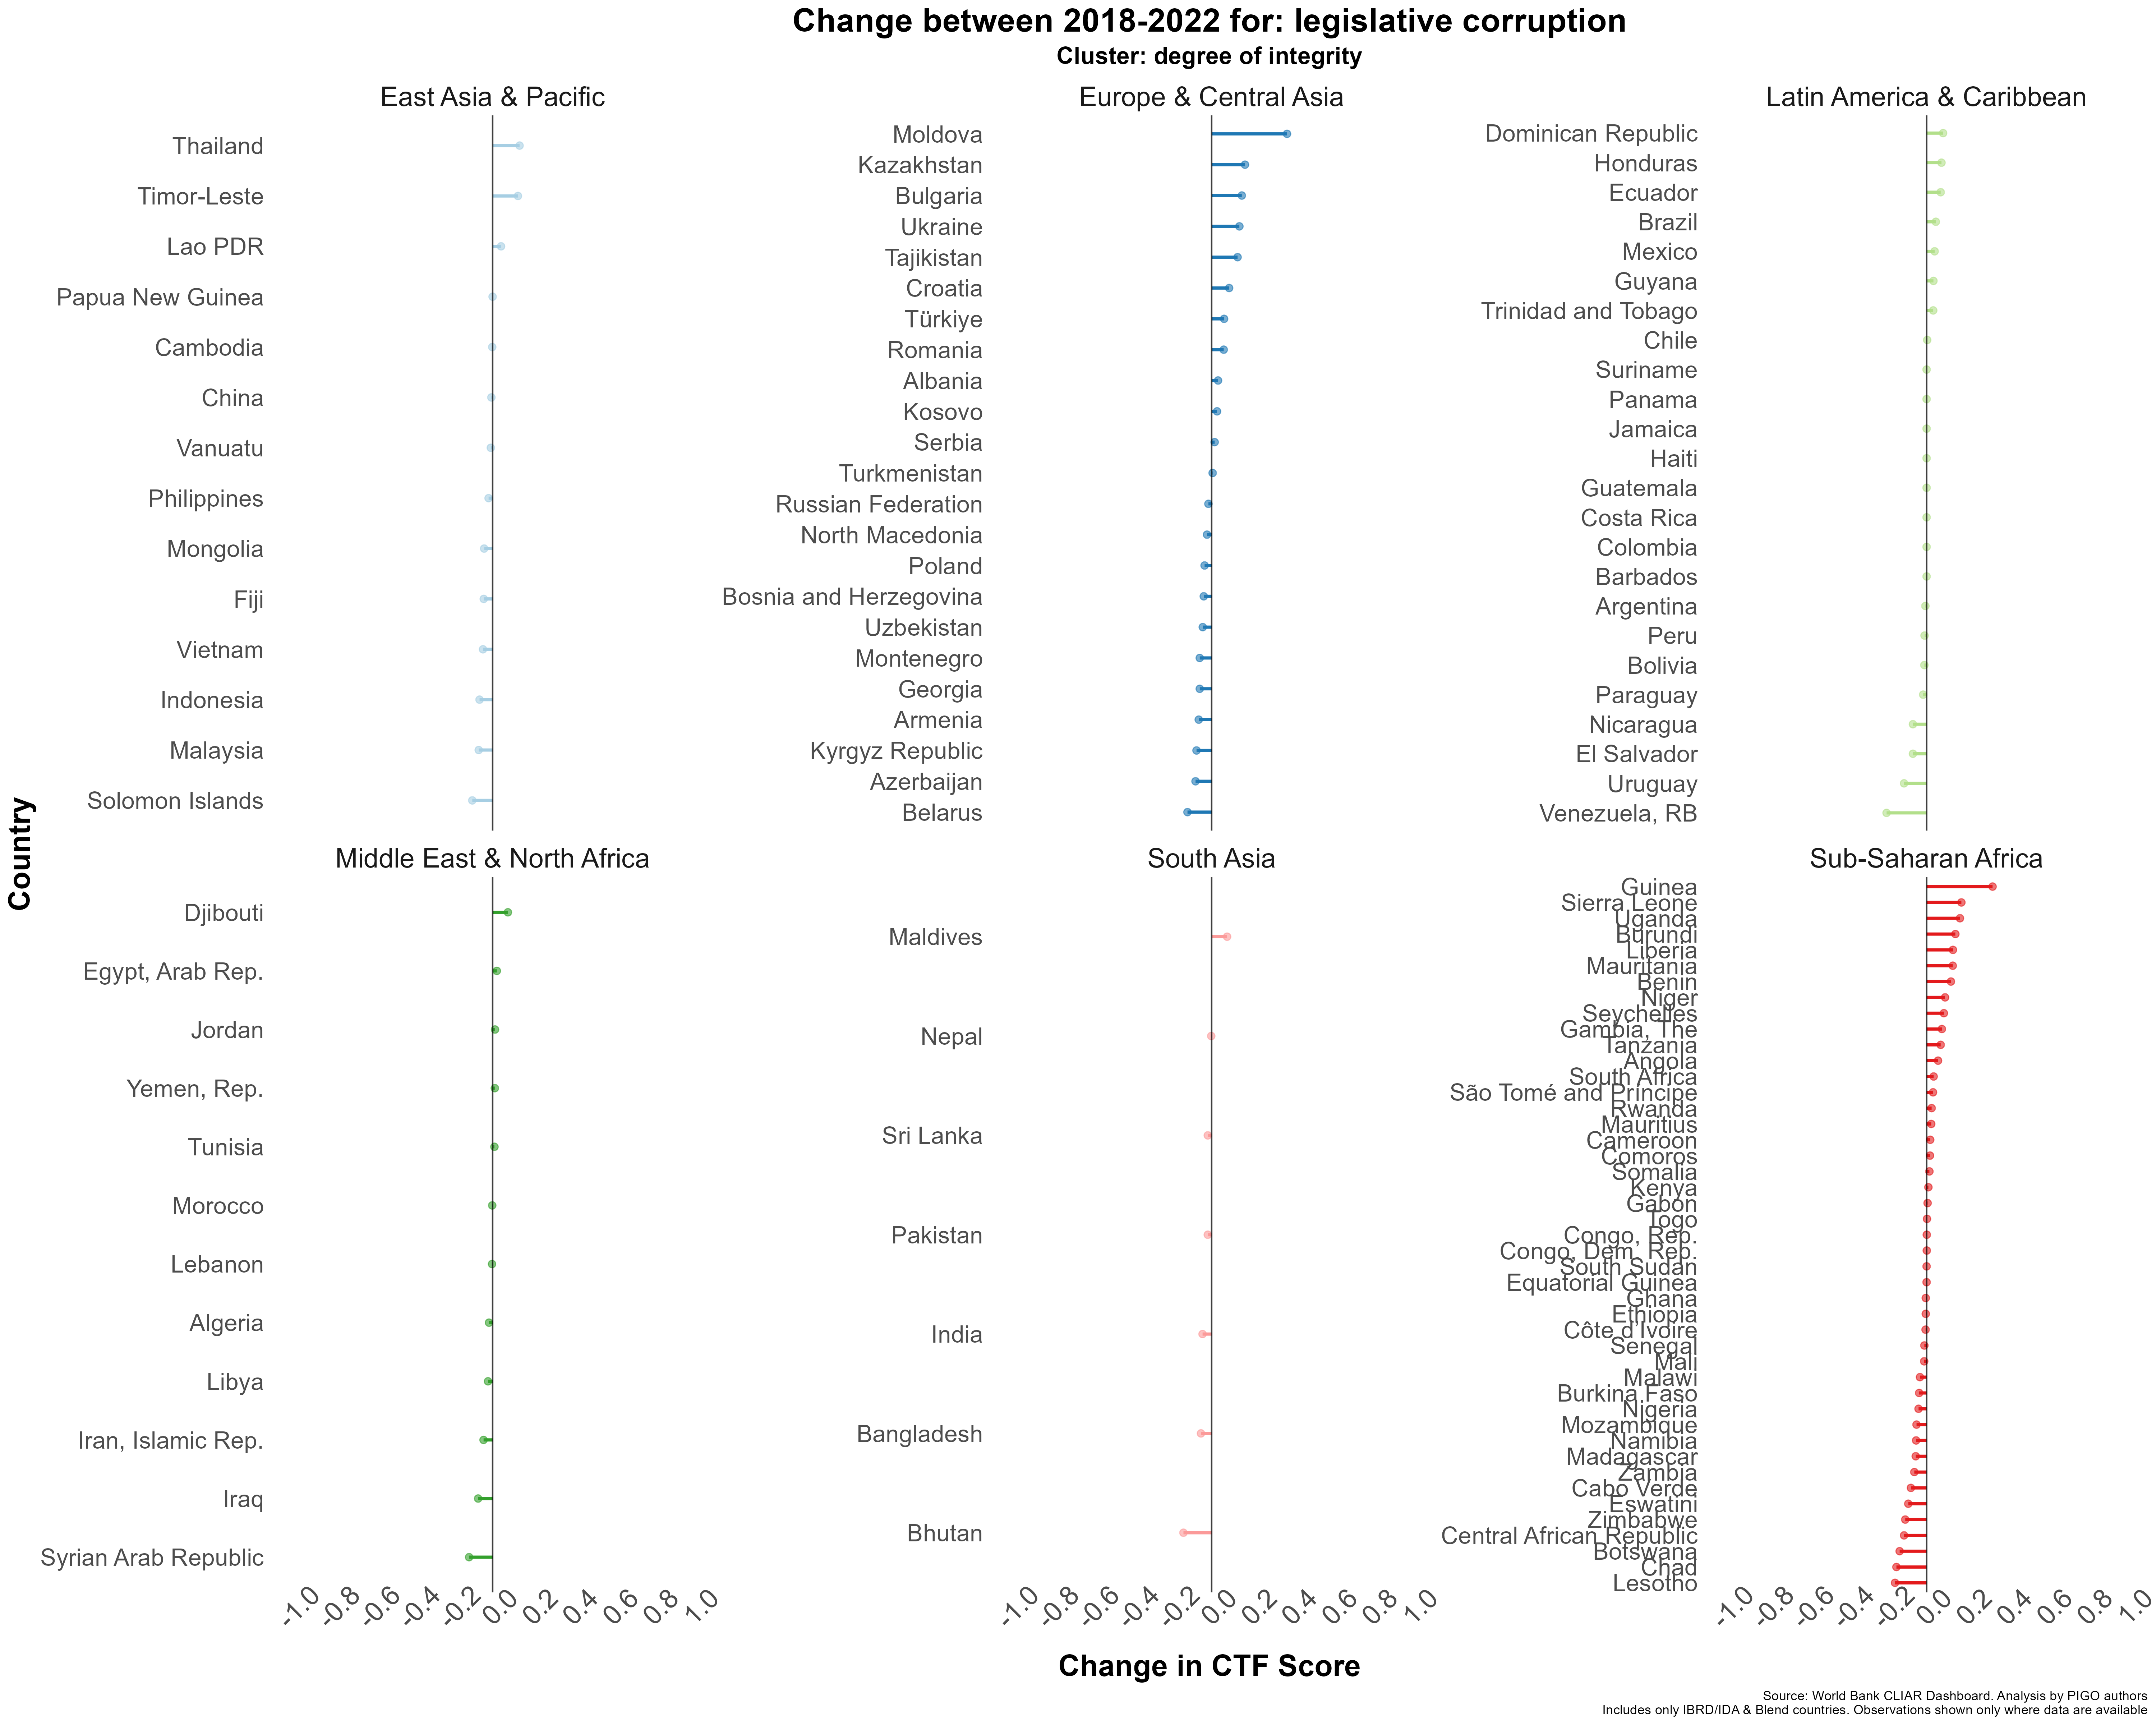 Change between 2018-2022 for: legislative corruption
Cluster: degree of integrity
East Asia & Pacific
Thailand
Timor-Leste
Lao PDR
Papua New Guinea
Cambodia
China
Vanuatu
Philippines
Mongolia
Fiji
Vietnam
Indonesia
Malaysia
Solomon Islands
Europe & Central Asia
Moldova
Kazakhstan
Bulgaria
Ukraine
Tajikistan
Croatia
Türkiye
Romania
Albania
Kosovo
Serbia
Turkmenistan
Russian Federation
North Macedonia
Poland
Bosnia and Herzegovina
Uzbekistan
Montenegro
Georgia
Armenia
Kyrgyz Republic
Azerbaijan
Belarus
Latin America & Caribbean
Dominican Republic
Honduras
Ecuador
Brazil
Mexico
Guyana
Trinidad and Tobago
Chile
Suriname
Panama
Jamaica
Haiti
Guatemala
Costa Rica
Colombia
Barbados
Argentina
Peru
Bolivia
Paraguay
Nicaragua
El Salvador
Uruguay
Venezuela, RB
Country
Middle East & North Africa
Djibouti
Egypt, Arab Rep.
Jordan
Yemen, Rep.
Tunisia
Morocco
Lebanon
Algeria
Libya
Iran, Islamic Rep.
Iraq
Syrian Arab Republic
-1.0 -0.8 -0.6 -0.4 -0.2 0.0 0.2 0.4 0.6 0.8 1.0
South Asia
Maldives
Nepal
Sri Lanka
Pakistan
India
Bangladesh
Bhutan
-1.0 -0.8 -0.6 -0.4 -0.2 0.0 0.2 0.4 0.6 0.8 1.0
Sub-Saharan Africa
Guinea
Sierra Leone
Uganda
Burundi
Liberia
Mauritania
Benin
Niger
Seychelles
Gambia, The
Tanzania
Angola
South Africa
São Tomé and Príncipe
Rwanda
Mauritius
Cameroon
Comoros
Somalia
Kenya
Gabon
Togo
Congo, Rep.
Congo, Dem. Rep.
South Sudan
Equatorial Guinea
Ghana
Ethiopia
Côte d'Ivoire
Senegal
Mali
Malawi
Burkina Faso
Nigeria
Mozambique
Namibia
Madagascar
Zambia
Cabo Verde
Eswatini
Zimbabwe
Central African Republic
Botswana
Chad
Lesotho
-1.0 -0.8 -0.6 -0.4 -0.2 0.0 0.2 0.4 0.6 0.8 1.0
Change in CTF Score
Source: World Bank CLIAR Dashboard. Analysis by PIGO authors
Includes only IBRD/IDA & Blend countries. Observations shown only where data are available